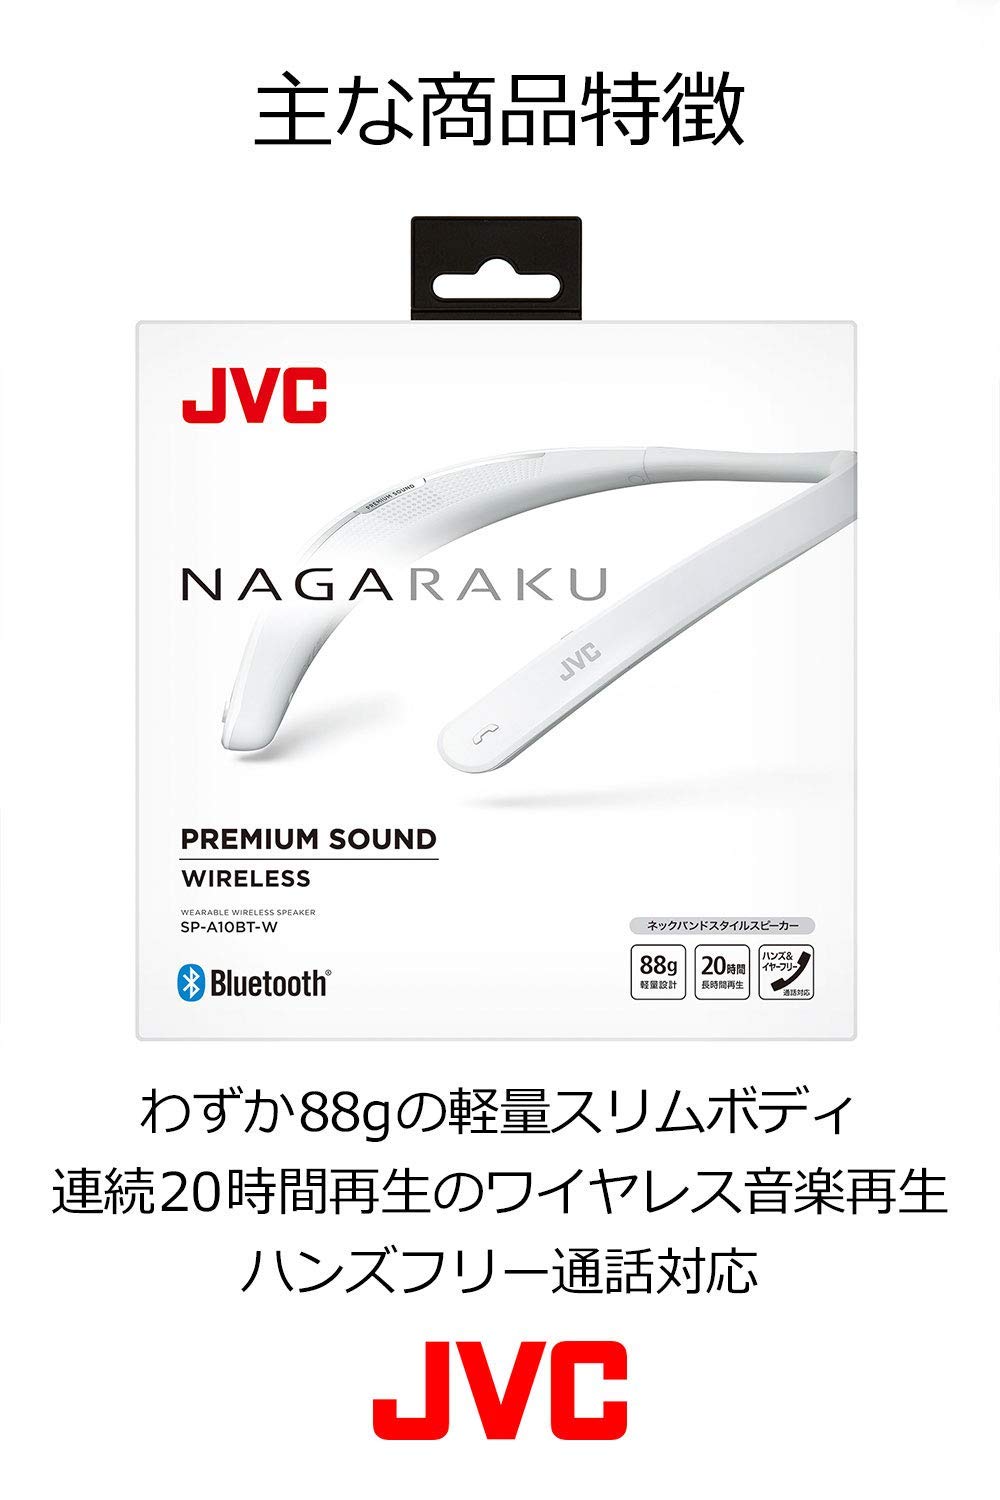 主な商品特徴
JVC
PREMIUM SOUND
NAGARAKU
JVC
PREMIUM SOUND
WIRELESS
WEARABLE WIRELESS SPEAKER
SP-A10BT-W
Bluetooth®
ネックバンドスタイルスピーカー
88g
軽量設計
20時間
長時間再生
ハンズ&
イヤーフリー
通話対応
わずか88gの軽量スリムボディ
連続20時間再生のワイヤレス音楽再生
ハンズフリー通話対応
JVC